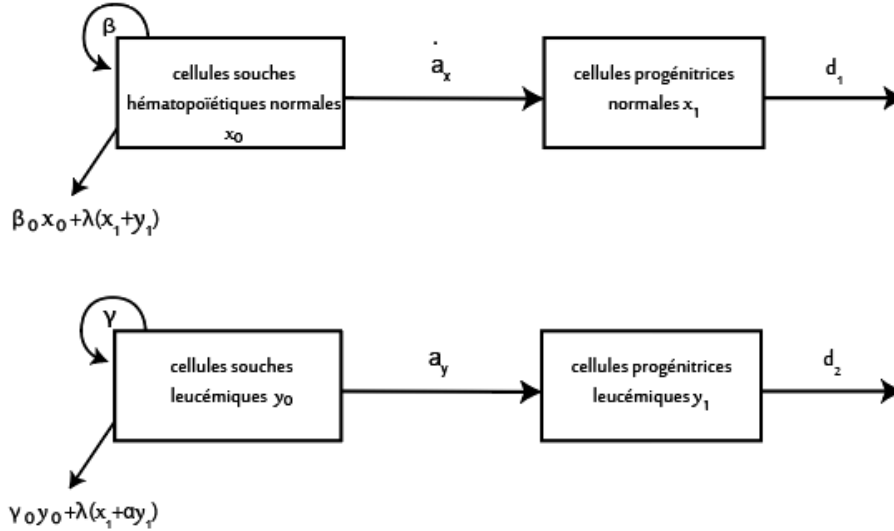 β
cellules souches
hématopoïétiques normales
x₀
ȧₓ
cellules progénitrices
normales x₁
d₁
β₀x₀+λ(x₁+y₁)
γ
cellules souches
leucémiques y₀
a_y
cellules progénitrices
leucémiques y₁
d₂
γ₀y₀+λ(x₁+αy₁)